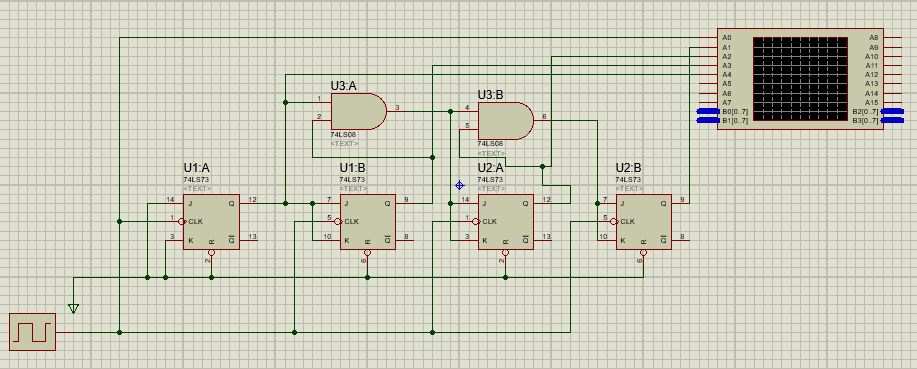 A0 A8
A1 A9
A2 A10
A3 A11
A4 A12
A5 A13
A6 A14
A7 A15
B0[0..7] B2[0..7]
B1[0..7] B3[0..7]
U3:A
1 3
2
74LS08
<TEXT>
U3:B
4 6
5
74LS08
<TEXT>
U1:A
74LS73
<TEXT>
14 J Q 12
1 CLK
3 K Q 13
R
2
U1:B
74LS73
<TEXT>
7 J Q 9
5 CLK
10 K Q 8
R
6
U2:A
74LS73
<TEXT>
14 J Q 12
1 CLK
3 K Q 13
R
2
U2:B
74LS73
<TEXT>
7 J Q 9
5 CLK
10 K Q 8
R
6